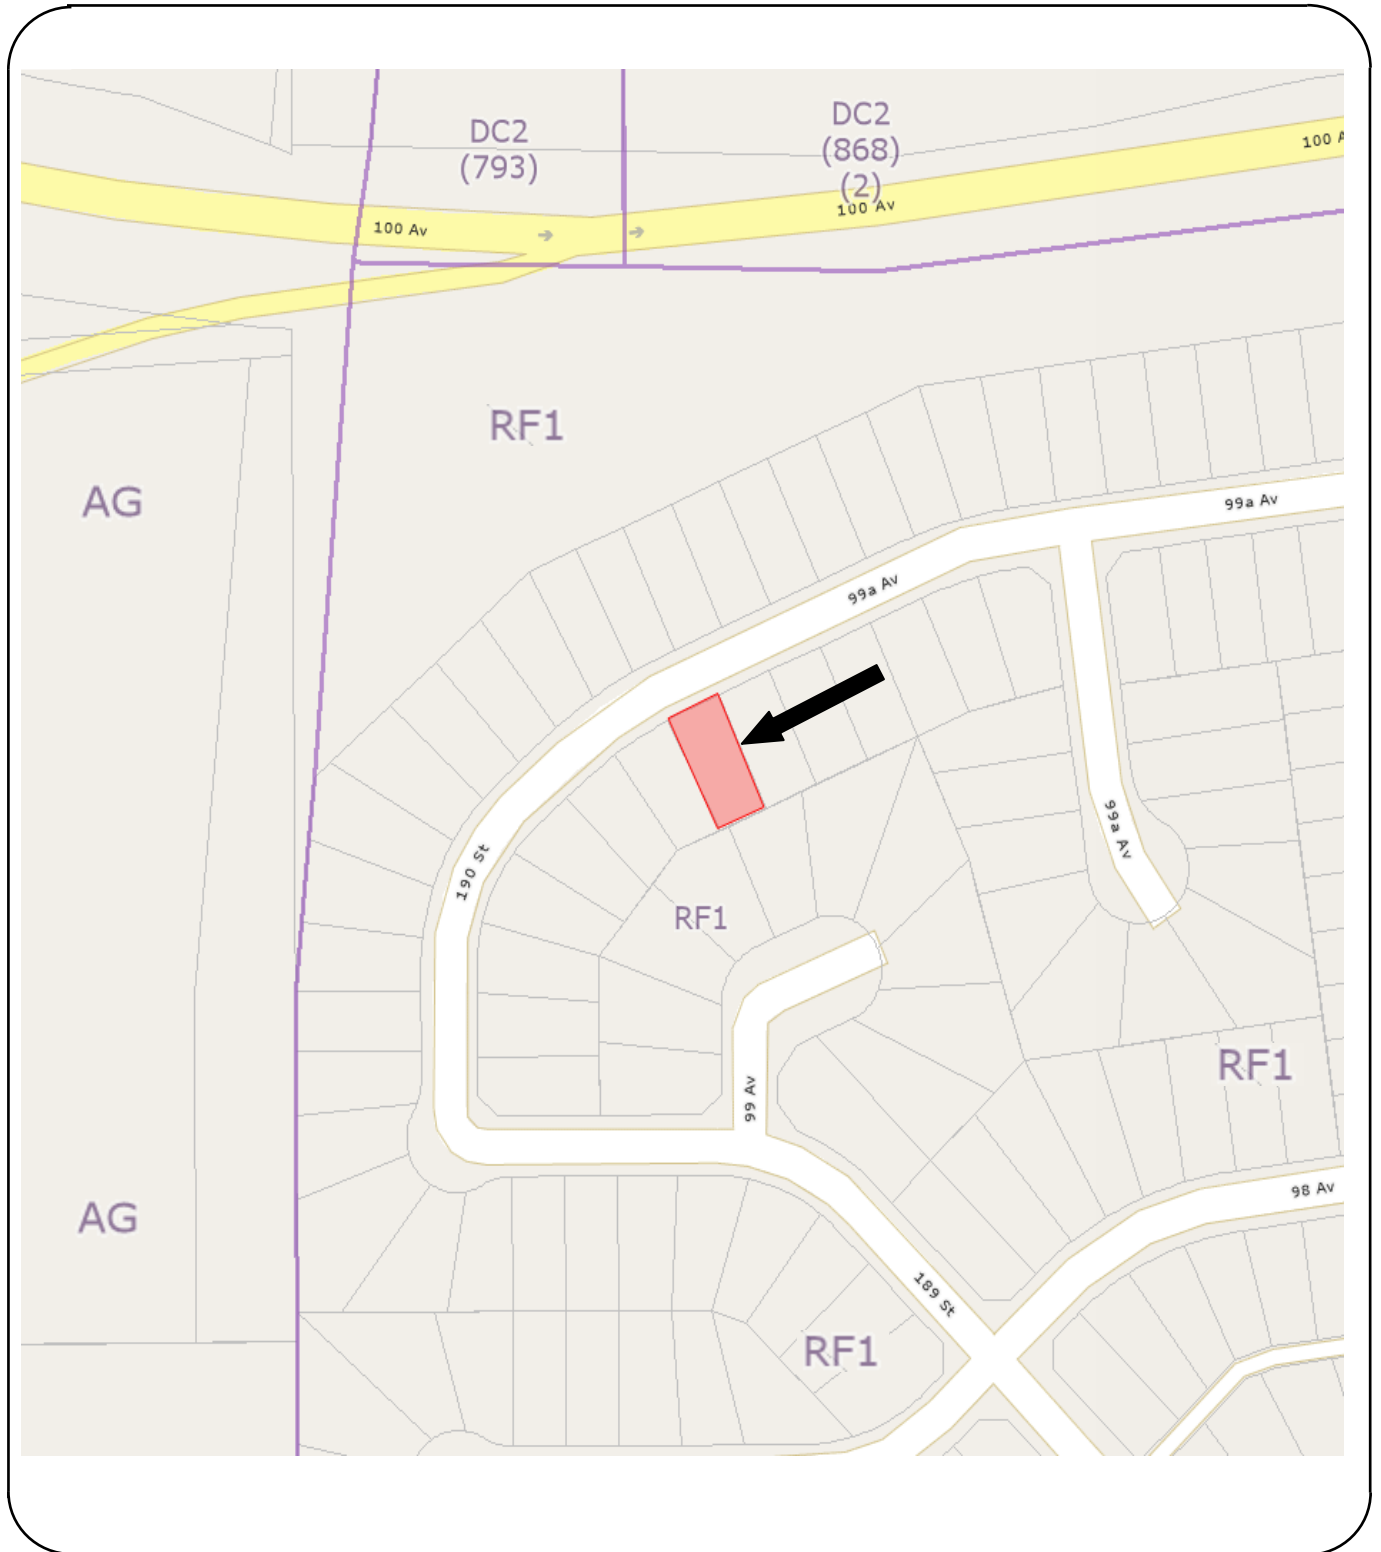 DC2
(793)
DC2
(868)
(2)
100 A
100 Av
100 Av
RF1
AG
99a Av
99a Av
99a Av
190 St
RF1
RF1
99 Av
98 Av
AG
189 St
RF1